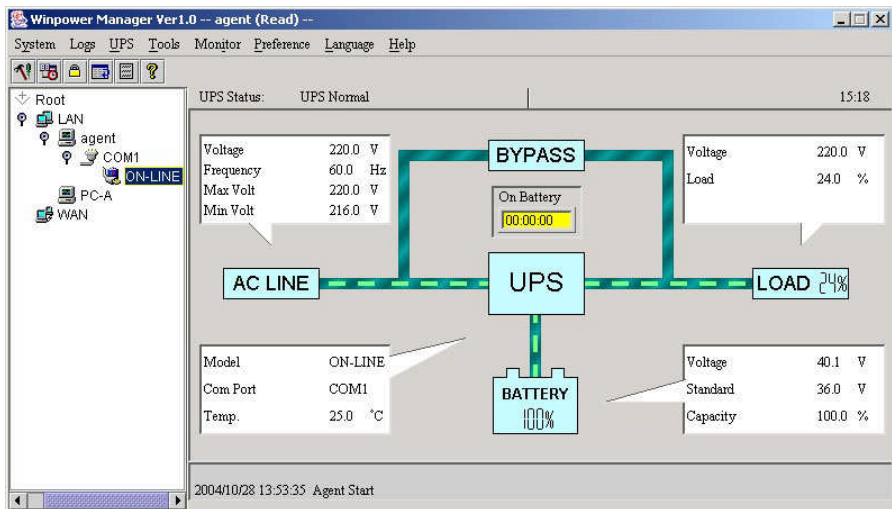 Winpower Manager Ver1.0 -- agent (Read) --
System Logs UPS Tools Monitor Preference Language Help
Root
LAN
agent
COM1
ON-LINE
PC-A
WAN
UPS Status: UPS Normal 15:18
Voltage 220.0 V
Frequency 60.0 Hz
Max Volt 220.0 V
Min Volt 216.0 V
BYPASS
On Battery
00:00:00
Voltage 220.0 V
Load 24.0 %
AC LINE
UPS
LOAD 24%
Model ON-LINE
Com Port COM1
Temp. 25.0 °C
BATTERY
100%
Voltage 40.1 V
Standard 36.0 V
Capacity 100.0 %
2004/10/28 13:53:35 Agent Start